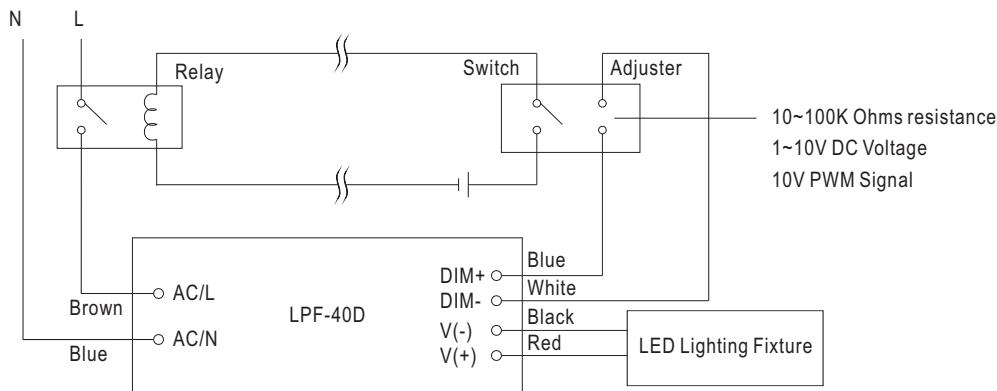 N L
Relay
Switch
Adjuster
10~100K Ohms resistance
1~10V DC Voltage
10V PWM Signal
Blue
DIM+
White
DIM-
Black
V(-)
Red
V(+)
AC/L
Brown
LPF-40D
AC/N
Blue
LED Lighting Fixture